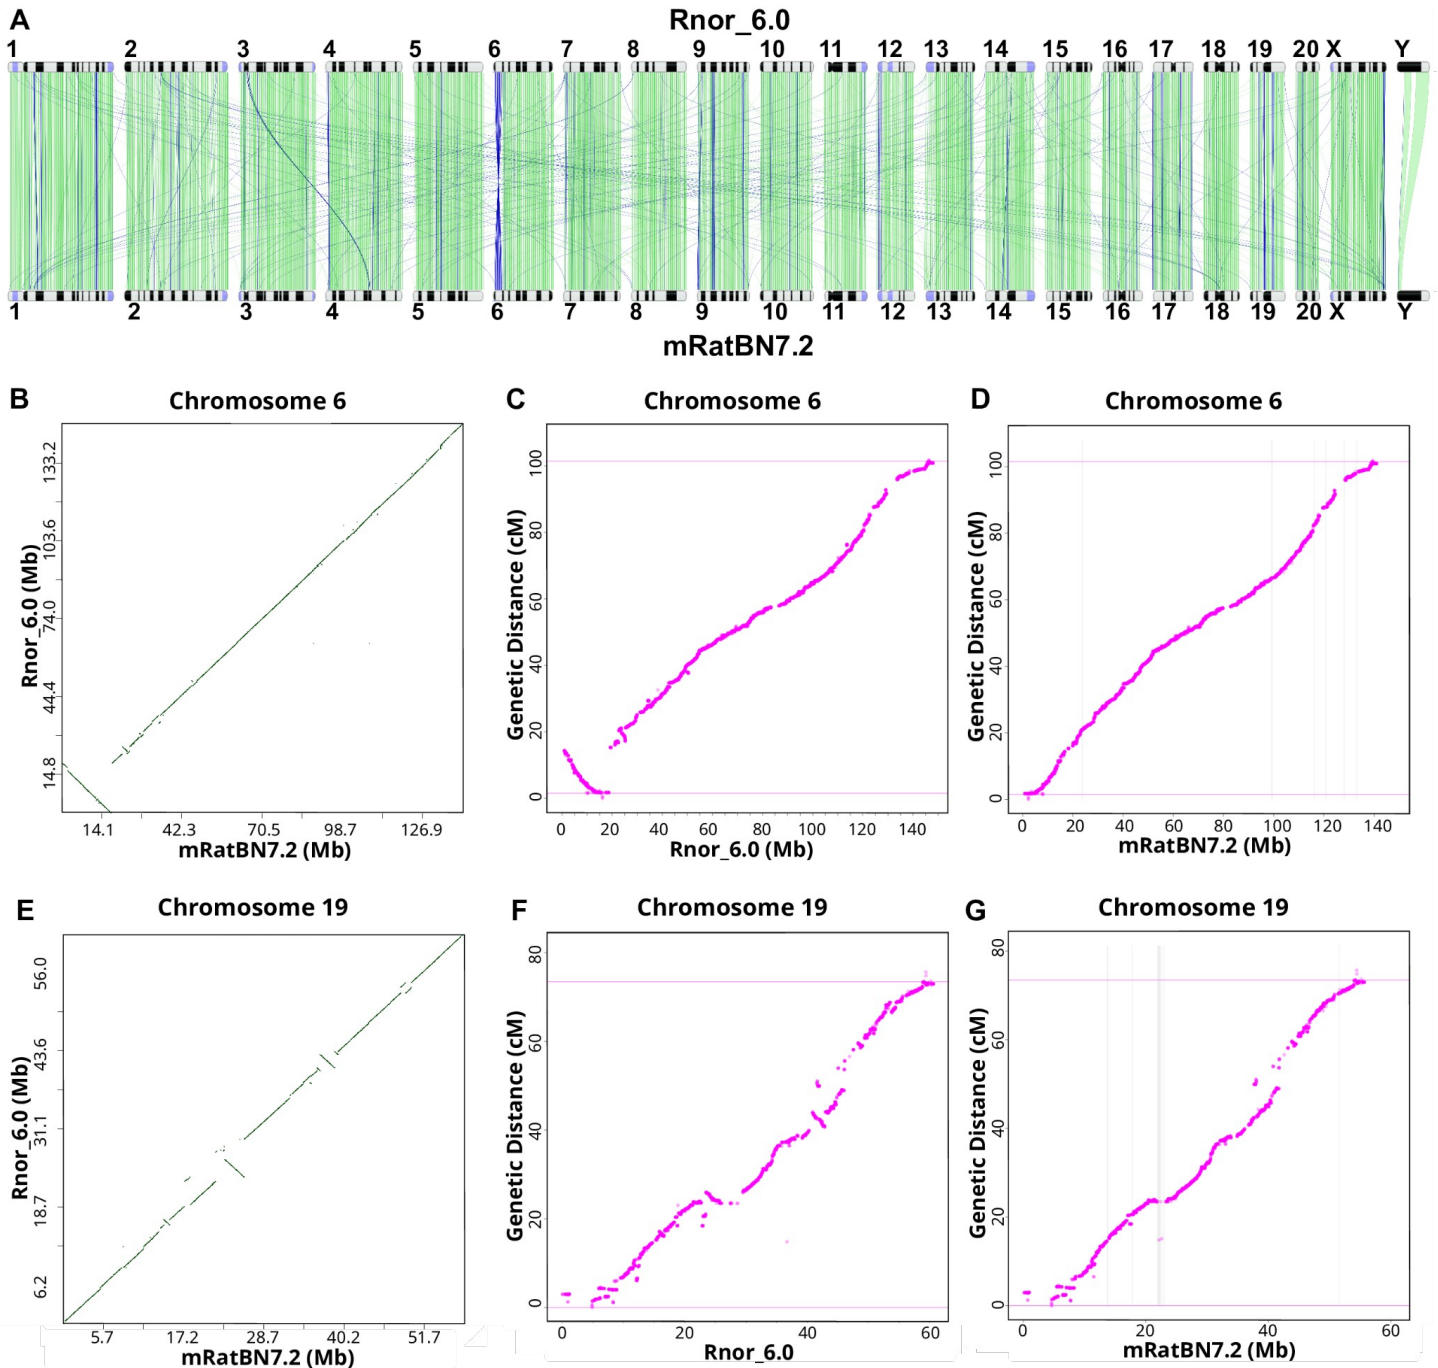 A
Rnor_6.0
1 2 3 4 5 6 7 8 9 10 11 12 13 14 15 16 17 18 19 20 X Y
1 2 3 4 5 6 7 8 9 10 11 12 13 14 15 16 17 18 19 20 X Y
mRatBN7.2
B
Chromosome 6
Rnor_6.0 (Mb)
133.2
103.6
74.0
44.4
14.8
14.1 42.3 70.5 98.7 126.9
mRatBN7.2 (Mb)
C
Chromosome 6
Genetic Distance (cM)
100
80
60
40
20
0
0 20 40 60 80 100 120 140
Rnor_6.0 (Mb)
D
Chromosome 6
Genetic Distance (cM)
100
80
60
40
20
0
0 20 40 60 80 100 120 140
mRatBN7.2 (Mb)
E
Chromosome 19
Rnor_6.0 (Mb)
56.0
43.6
31.1
18.7
6.2
5.7 17.2 28.7 40.2 51.7
mRatBN7.2 (Mb)
F
Chromosome 19
Genetic Distance (cM)
80
60
40
20
0
0 20 40 60
Rnor_6.0
G
Chromosome 19
Genetic Distance (cM)
80
60
40
20
0
0 20 40 60
mRatBN7.2 (Mb)